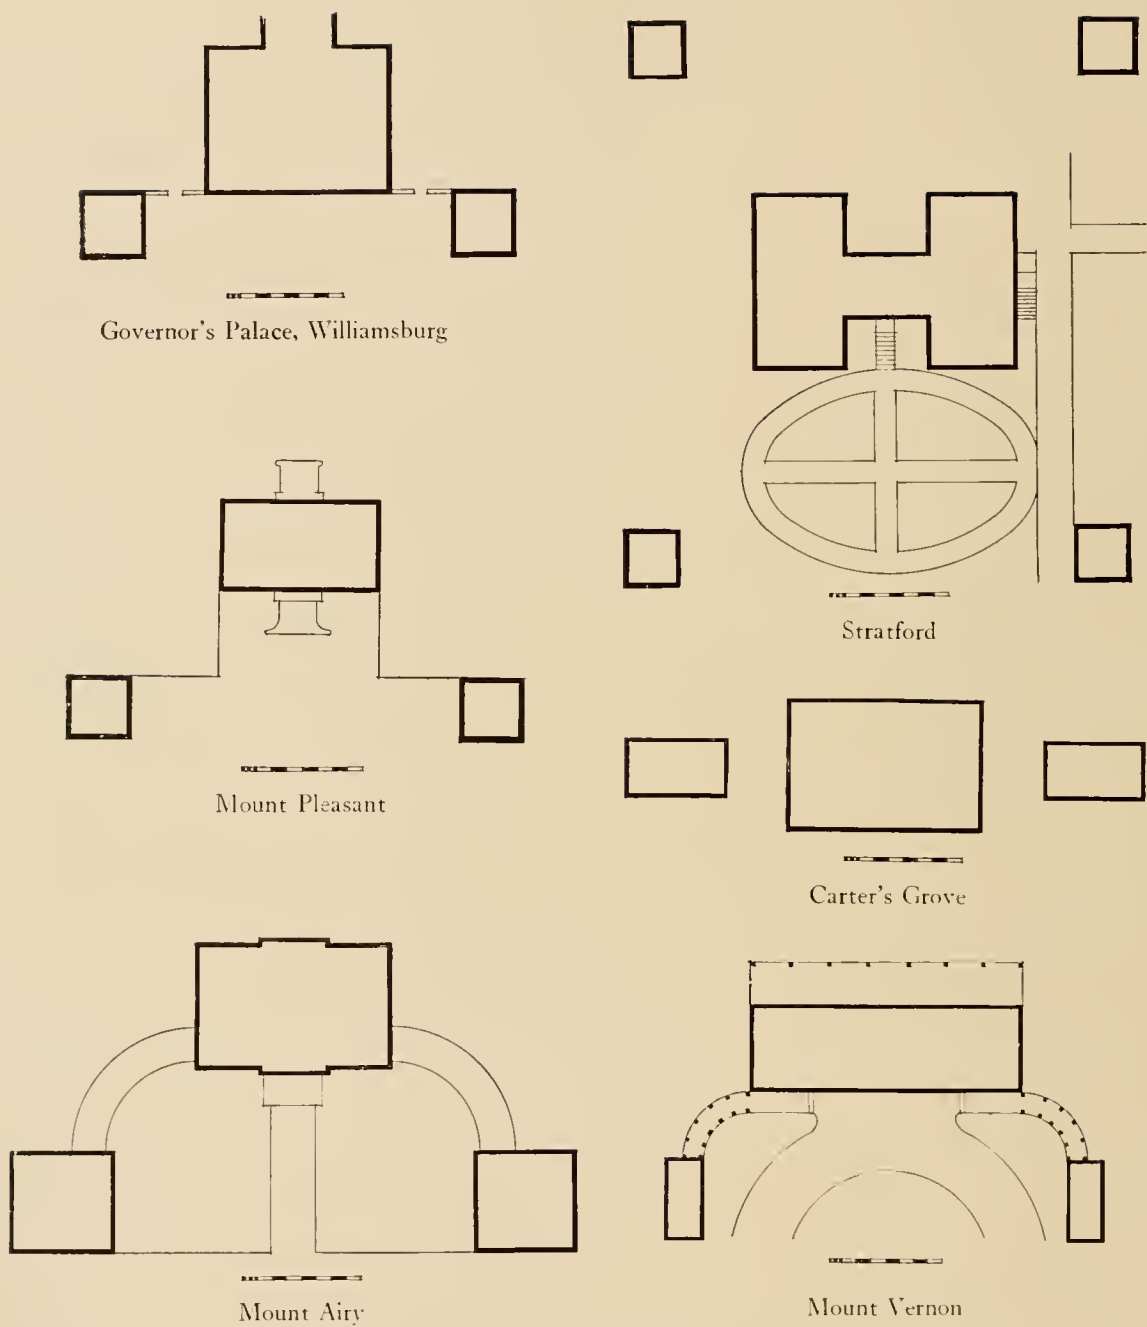 Governor's Palace, Williamsburg
Stratford
Mount Pleasant
Carter's Grove
Mount Airy
Mount Vernon